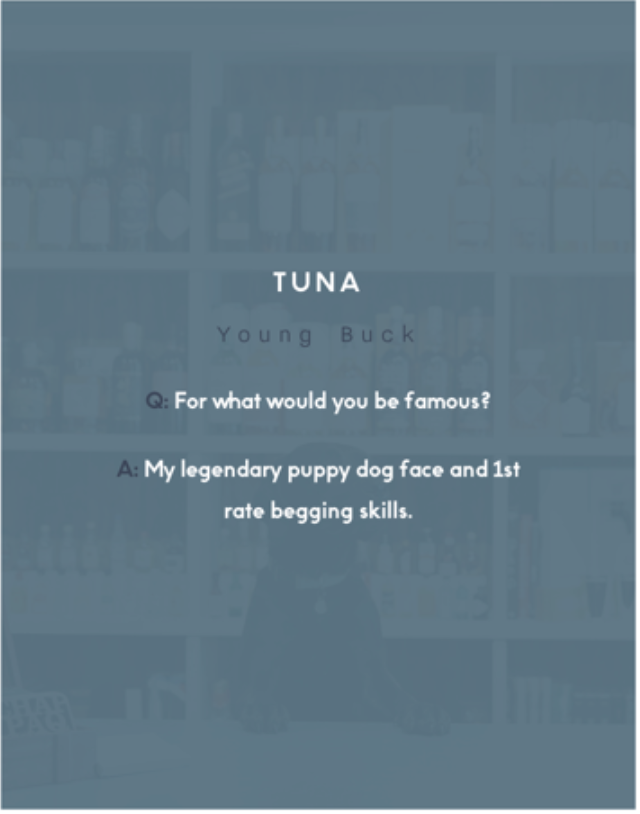 TUNA
Young Buck
Q: For what would you be famous?
A: My legendary puppy dog face and 1st
rate begging skills.